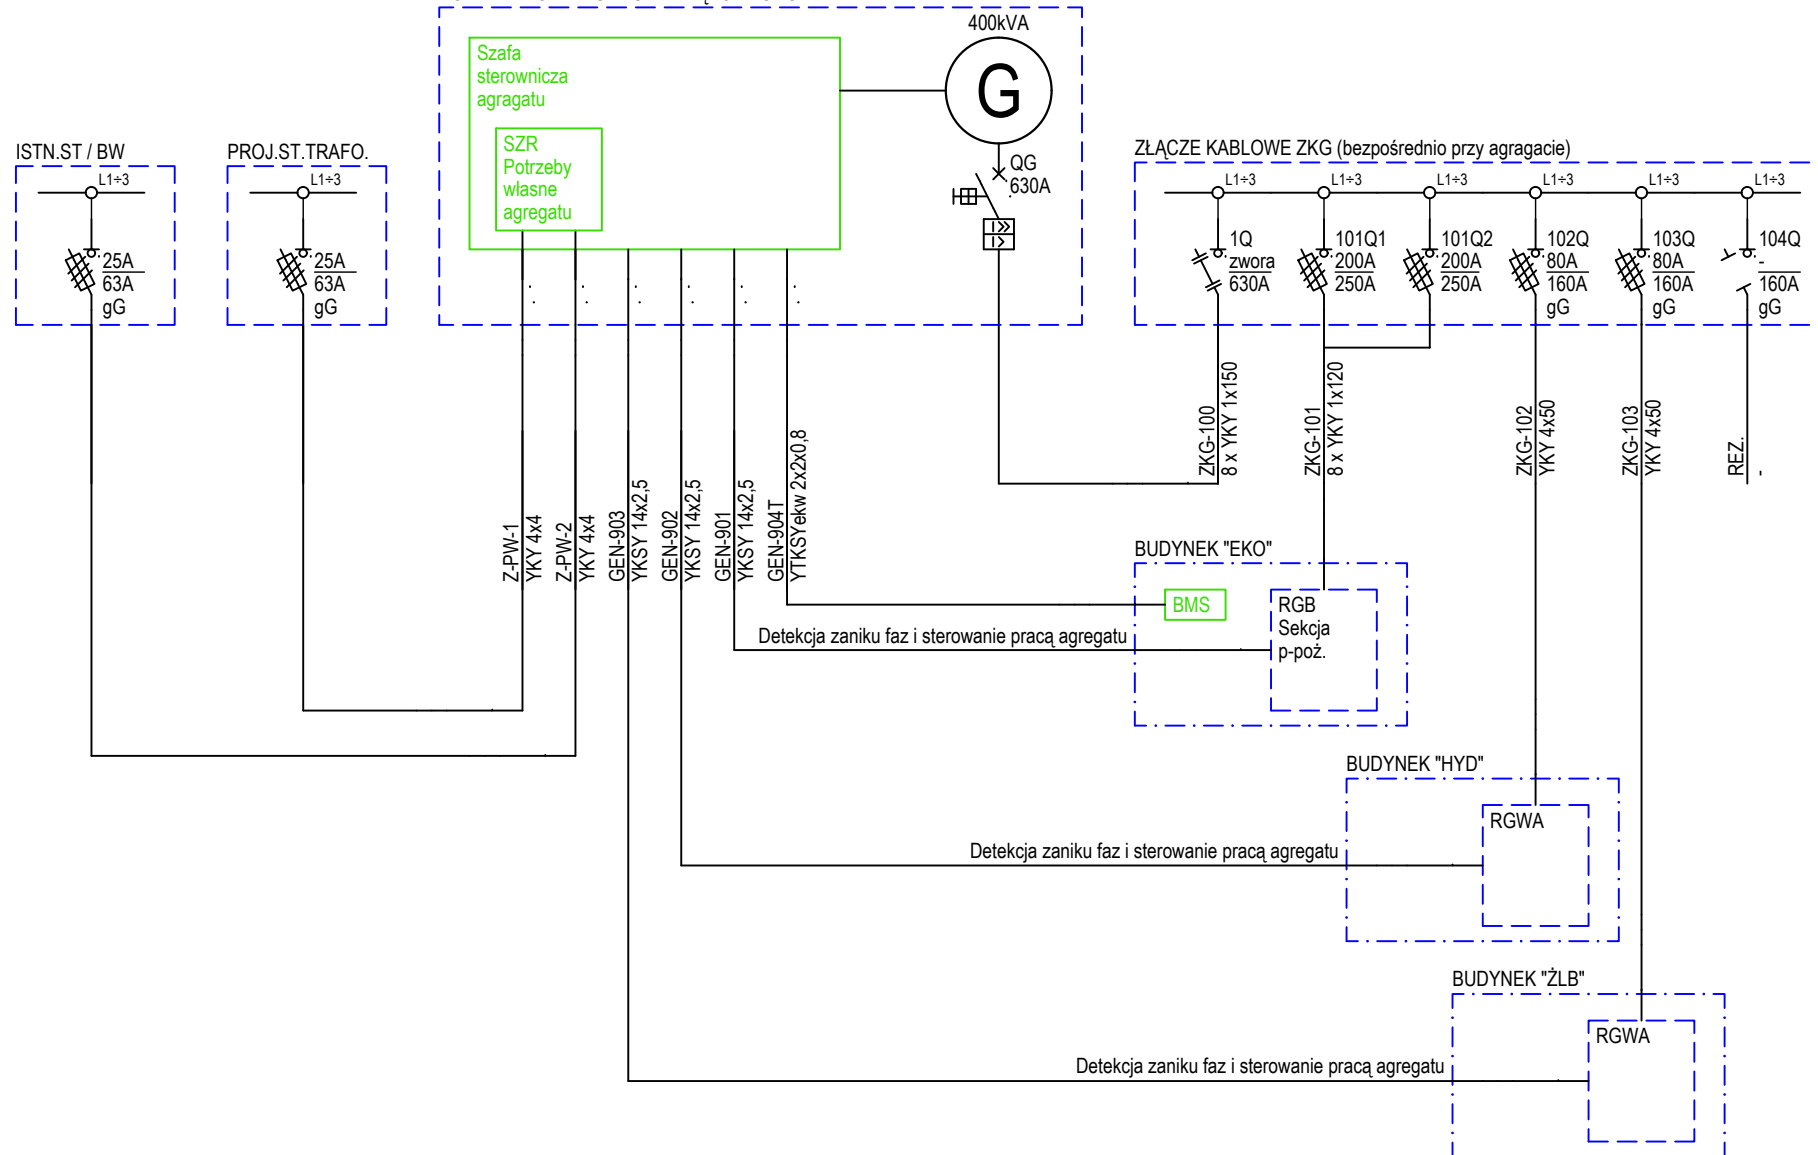 400kVA
G
Szafa
sterownicza
agragatu
SZR
Potrzeby
własne
agregatu
QG
630A
I>>
I>
ISTN.ST / BW
L1÷3
25A
63A
gG
PROJ.ST.TRAFO.
L1÷3
25A
63A
gG
ZŁĄCZE KABLOWE ZKG (bezpośrednio przy agragacie)
L1÷3
L1÷3
L1÷3
L1÷3
L1÷3
L1÷3
1Q
zwora
630A
101Q1
200A
250A
101Q2
200A
250A
102Q
80A
160A
gG
103Q
80A
160A
gG
104Q
-
160A
gG
ZKG-100
8 x YKY 1x150
ZKG-101
8 x YKY 1x120
ZKG-102
YKY 4x50
ZKG-103
YKY 4x50
REZ.
-
Z-PW-1
YKY 4x4
Z-PW-2
YKY 4x4
GEN-903
YKSY 14x2,5
GEN-902
YKSY 14x2,5
GEN-901
YKSY 14x2,5
GEN-904T
YTKSYekw 2x2x0,8
BUDYNEK "EKO"
BMS
RGB
Sekcja
p-poż.
Detekcja zaniku faz i sterowanie pracą agregatu
BUDYNEK "HYD"
RGWA
Detekcja zaniku faz i sterowanie pracą agregatu
BUDYNEK "ŻLB"
RGWA
Detekcja zaniku faz i sterowanie pracą agregatu